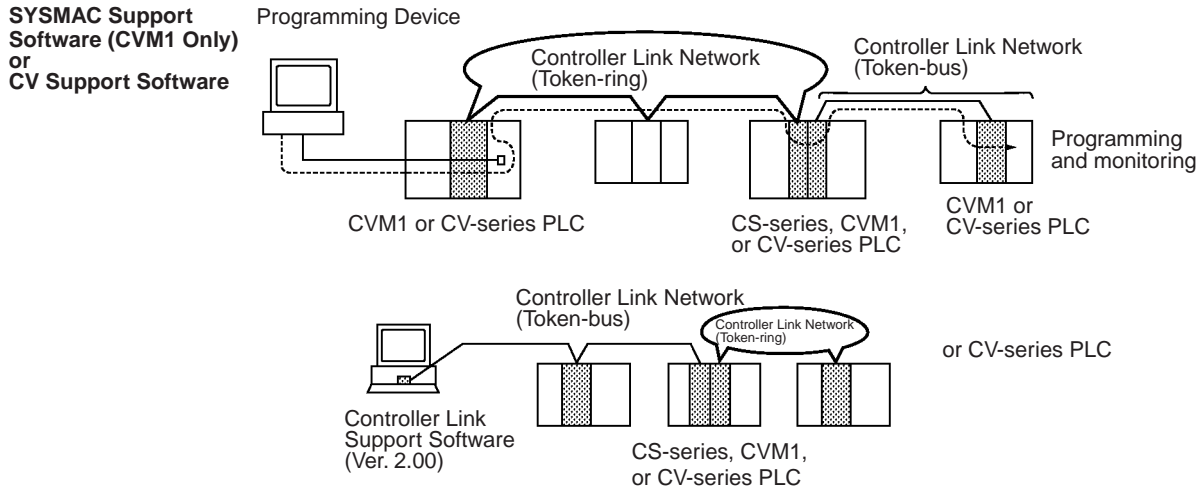 SYSMAC Support
Software (CVM1 Only)
or
CV Support Software
Programming Device
Controller Link Network
(Token-ring)
Controller Link Network
(Token-bus)
Programming
and monitoring
CVM1 or CV-series PLC
CS-series, CVM1,
or CV-series PLC
CVM1 or
CV-series PLC
Controller Link Network
(Token-bus)
Controller Link Network
(Token-ring)
or CV-series PLC
Controller Link
Support Software
(Ver. 2.00)
CS-series, CVM1,
or CV-series PLC